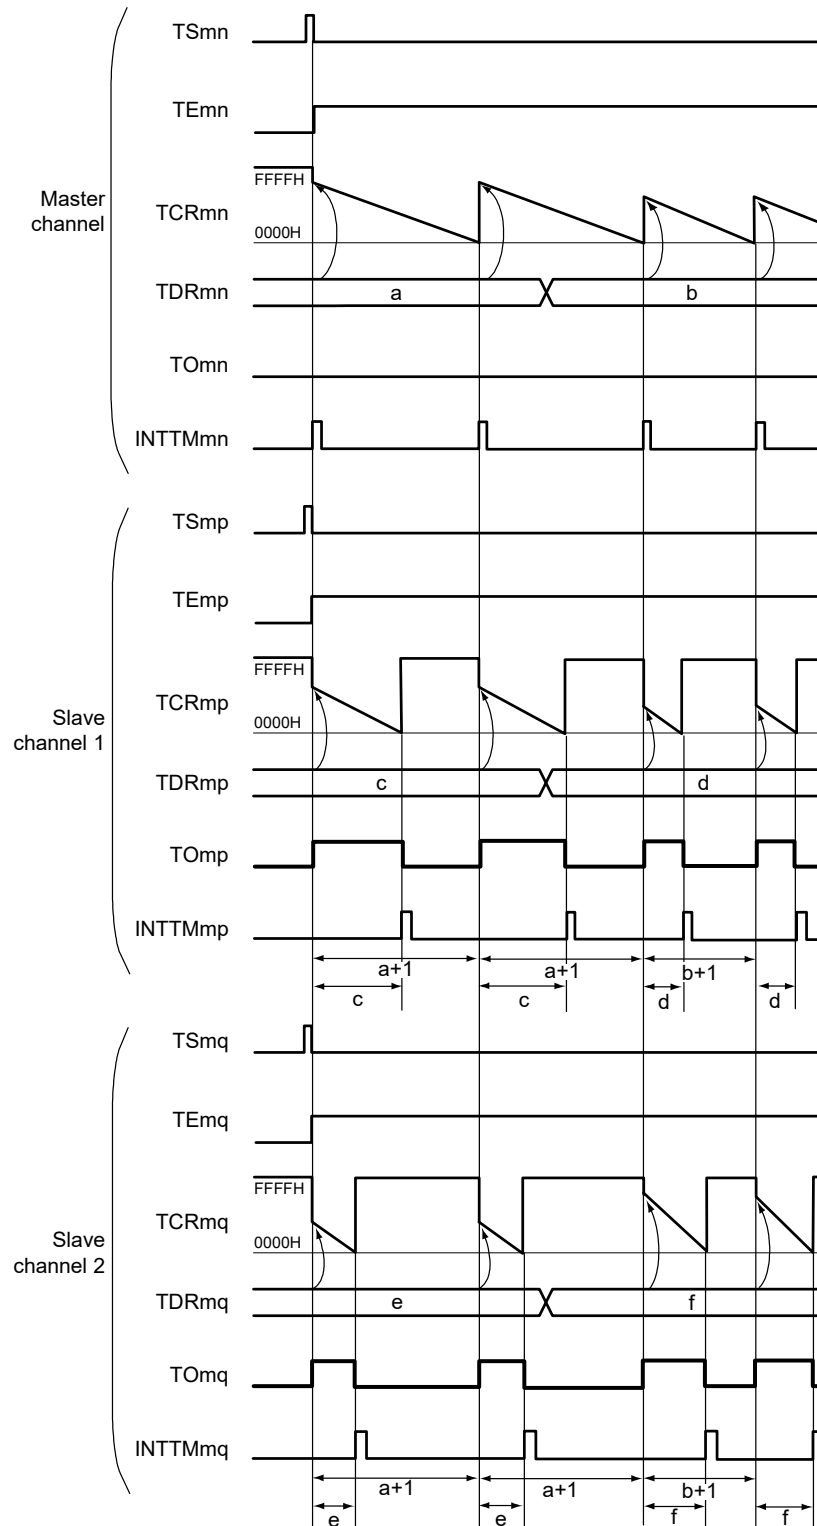 TSmn
TEmn
Master
channel
TCRmn
FFFFH
0000H
TDRmn
a
b
TOmn
INTTMmn
TSmp
TEmp
Slave
channel 1
TCRmp
FFFFH
0000H
TDRmp
c
d
TOmp
INTTMmp
a+1
a+1
b+1
c
c
d
d
TSmq
TEmq
Slave
channel 2
TCRmq
FFFFH
0000H
TDRmq
e
f
TOmq
INTTMmq
a+1
a+1
b+1
e
e
f
f